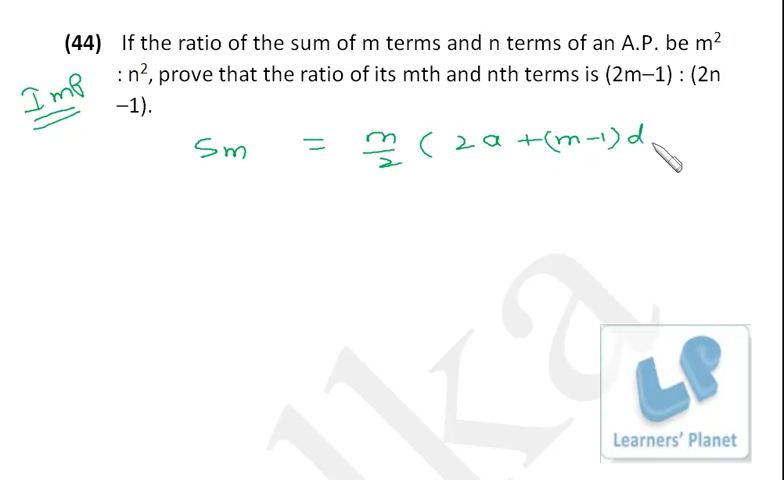 (44) If the ratio of the sum of m terms and n terms of an A.P. be m²
: n², prove that the ratio of its mth and nth terms is (2m–1) : (2n
–1).
Imp
Sm = m/2 ( 2a +(m-1)d
lka
LP
Learners' Planet